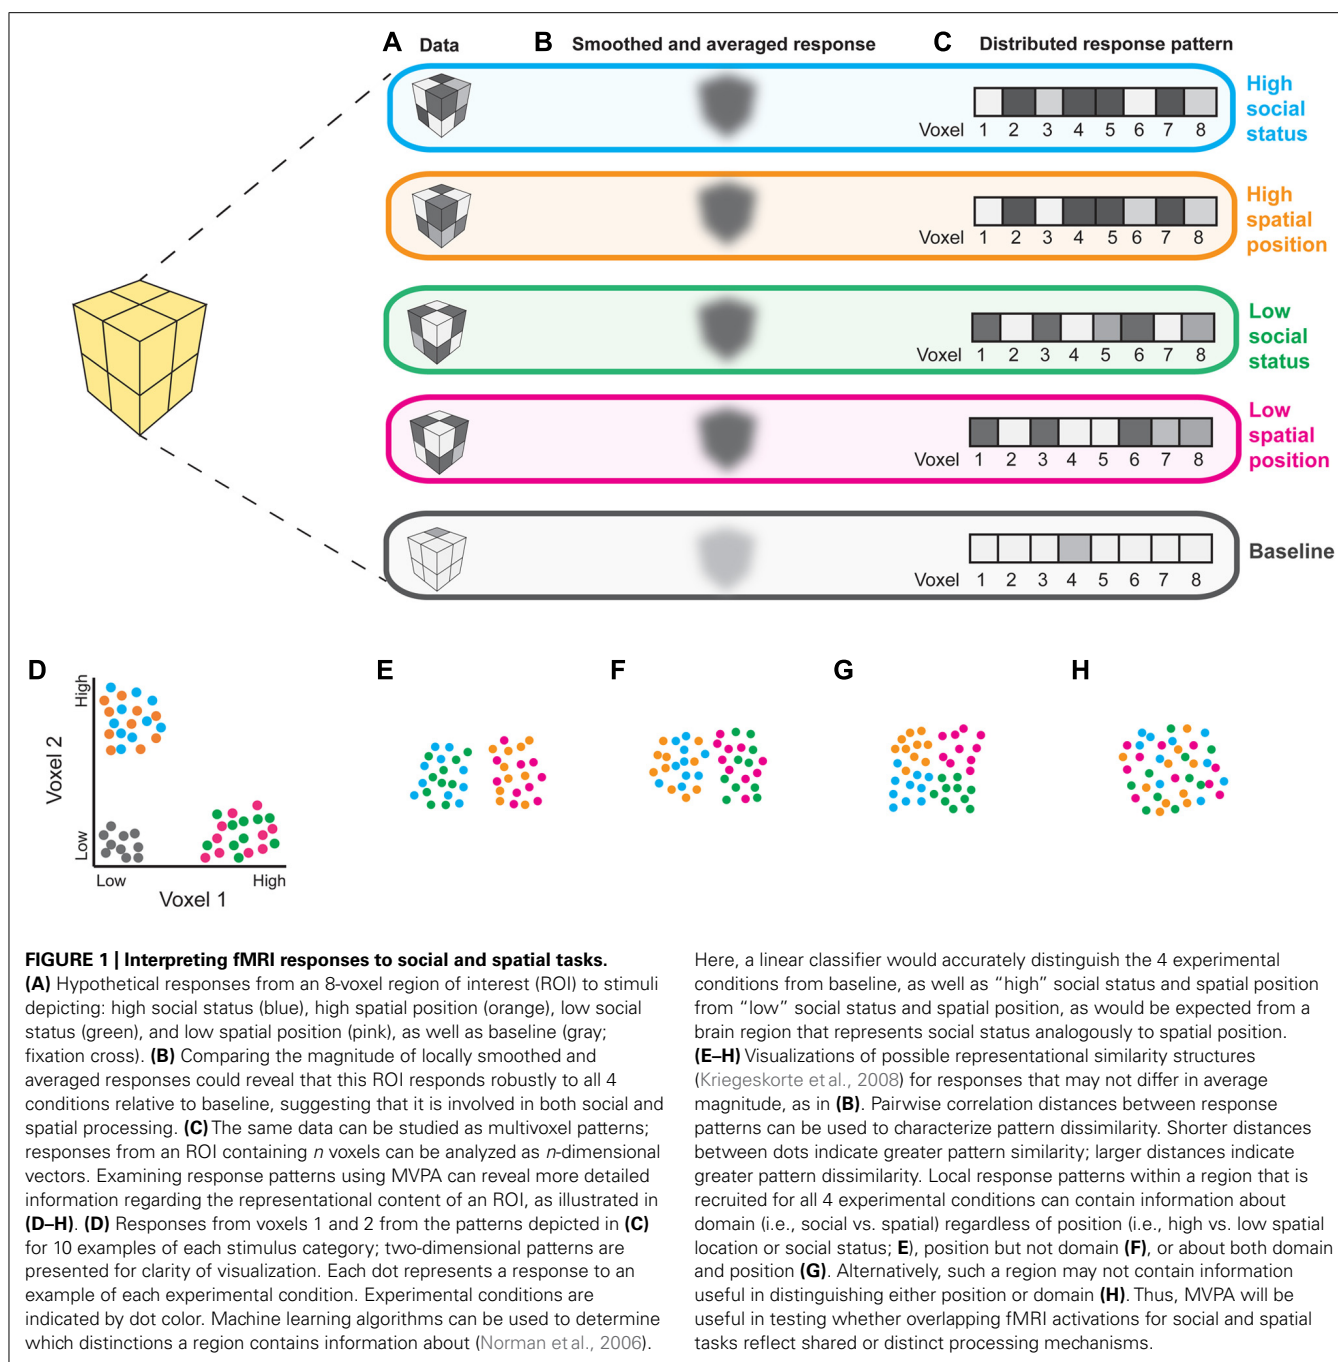 A Data B Smoothed and averaged response C Distributed response pattern
High
social
status
Voxel 1 2 3 4 5 6 7 8
High
spatial
position
Voxel 1 2 3 4 5 6 7 8
Low
social
status
Voxel 1 2 3 4 5 6 7 8
Low
spatial
position
Voxel 1 2 3 4 5 6 7 8
Baseline
Voxel 1 2 3 4 5 6 7 8
D E F G H
High
Voxel 2
Low
Low High
Voxel 1
FIGURE 1 | Interpreting fMRI responses to social and spatial tasks.
(A) Hypothetical responses from an 8-voxel region of interest (ROI) to stimuli
depicting: high social status (blue), high spatial position (orange), low social
status (green), and low spatial position (pink), as well as baseline (gray;
fixation cross). (B) Comparing the magnitude of locally smoothed and
averaged responses could reveal that this ROI responds robustly to all 4
conditions relative to baseline, suggesting that it is involved in both social and
spatial processing. (C) The same data can be studied as multivoxel patterns;
responses from an ROI containing n voxels can be analyzed as n-dimensional
vectors. Examining response patterns using MVPA can reveal more detailed
information regarding the representational content of an ROI, as illustrated in
(D–H). (D) Responses from voxels 1 and 2 from the patterns depicted in (C)
for 10 examples of each stimulus category; two-dimensional patterns are
presented for clarity of visualization. Each dot represents a response to an
example of each experimental condition. Experimental conditions are
indicated by dot color. Machine learning algorithms can be used to determine
which distinctions a region contains information about (Norman et al., 2006).
Here, a linear classifier would accurately distinguish the 4 experimental
conditions from baseline, as well as “high” social status and spatial position
from “low” social status and spatial position, as would be expected from a
brain region that represents social status analogously to spatial position.
(E–H) Visualizations of possible representational similarity structures
(Kriegeskorte et al., 2008) for responses that may not differ in average
magnitude, as in (B). Pairwise correlation distances between response
patterns can be used to characterize pattern dissimilarity. Shorter distances
between dots indicate greater pattern similarity; larger distances indicate
greater pattern dissimilarity. Local response patterns within a region that is
recruited for all 4 experimental conditions can contain information about
domain (i.e., social vs. spatial) regardless of position (i.e., high vs. low spatial
location or social status; E), position but not domain (F), or about both domain
and position (G). Alternatively, such a region may not contain information
useful in distinguishing either position or domain (H). Thus, MVPA will be
useful in testing whether overlapping fMRI activations for social and spatial
tasks reflect shared or distinct processing mechanisms.